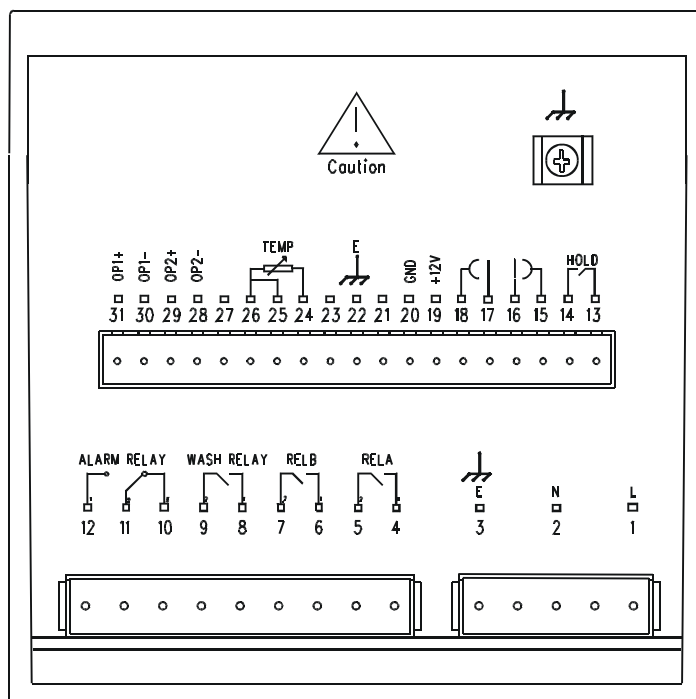 Caution
OP1+ OP1- OP2+ OP2- TEMP E GND +12V HOLD
31 30 29 28 27 26 25 24 23 22 21 20 19 18 17 16 15 14 13
ALARM RELAY WASH RELAY RELB RELA
E N L
12 11 10 9 8 7 6 5 4 3 2 1